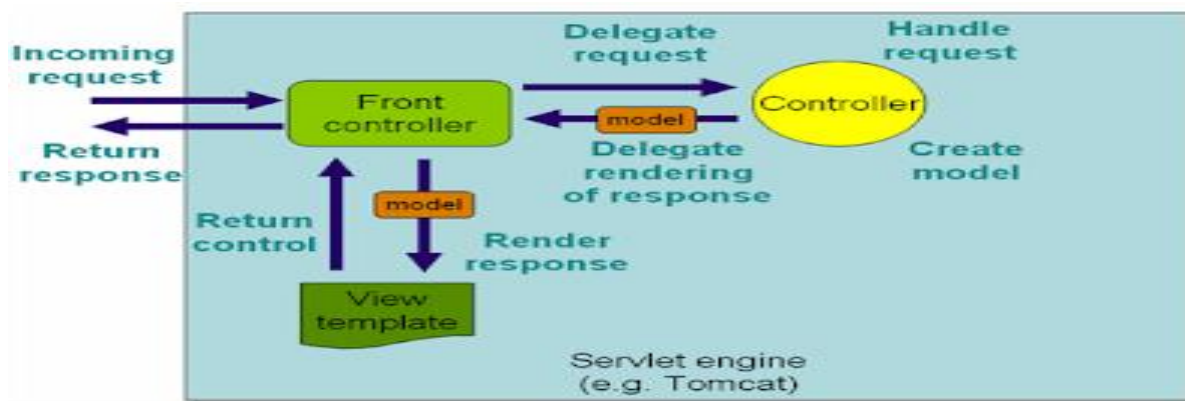 Incoming
request
Return
response
Front
controller
Delegate
request
Handle
request
Controller
model
Delegate
rendering
of response
Create
model
model
Return
control
Render
response
View
template
Servlet engine
(e.g. Tomcat)